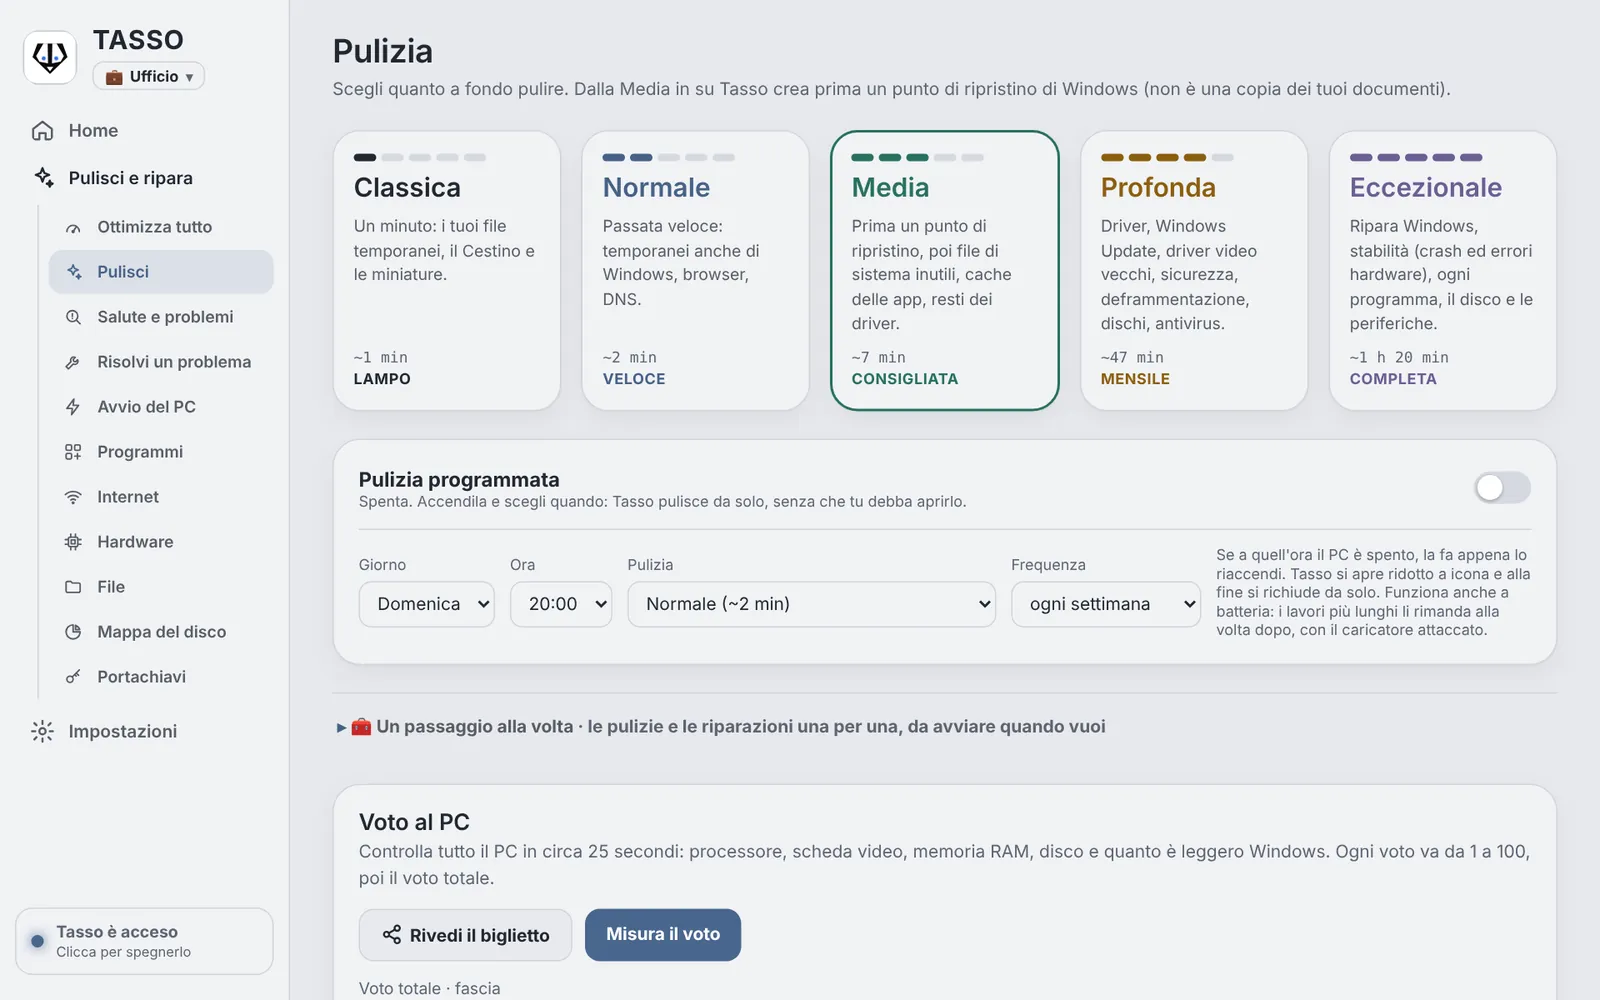 TASSO
💼 Ufficio ▾
Home
Pulisci e ripara
Ottimizza tutto
Pulisci
Salute e problemi
Risolvi un problema
Avvio del PC
Programmi
Internet
Hardware
File
Mappa del disco
Portachiavi
Impostazioni
Tasso è acceso
Clicca per spegnerlo
Pulizia
Scegli quanto a fondo pulire. Dalla Media in su Tasso crea prima un punto di ripristino di Windows (non è una copia dei tuoi documenti).
Classica
Un minuto: i tuoi file
temporanei, il Cestino e
le miniature.
~1 min
LAMPO
Normale
Passata veloce:
temporanei anche di
Windows, browser,
DNS.
~2 min
VELOCE
Media
Prima un punto di
ripristino, poi file di
sistema inutili, cache
delle app, resti dei
driver.
~7 min
CONSIGLIATA
Profonda
Driver, Windows
Update, driver video
vecchi, sicurezza,
deframmentazione,
dischi, antivirus.
~47 min
MENSILE
Eccezionale
Ripara Windows,
stabilità (crash ed errori
hardware), ogni
programma, il disco e le
periferiche.
~1 h 20 min
COMPLETA
Pulizia programmata
Spenta. Accendila e scegli quando: Tasso pulisce da solo, senza che tu debba aprirlo.
Giorno
Domenica
Ora
20:00
Pulizia
Normale (~2 min)
Frequenza
ogni settimana
Se a quell'ora il PC è spento, la fa appena lo
riaccendi. Tasso si apre ridotto a icona e alla
fine si richiude da solo. Funziona anche a
batteria: i lavori più lunghi li rimanda alla
volta dopo, con il caricatore attaccato.
▸ 🧰 Un passaggio alla volta · le pulizie e le riparazioni una per una, da avviare quando vuoi
Voto al PC
Controlla tutto il PC in circa 25 secondi: processore, scheda video, memoria RAM, disco e quanto è leggero Windows. Ogni voto va da 1 a 100,
poi il voto totale.
Rivedi il biglietto
Misura il voto
Voto totale · fascia